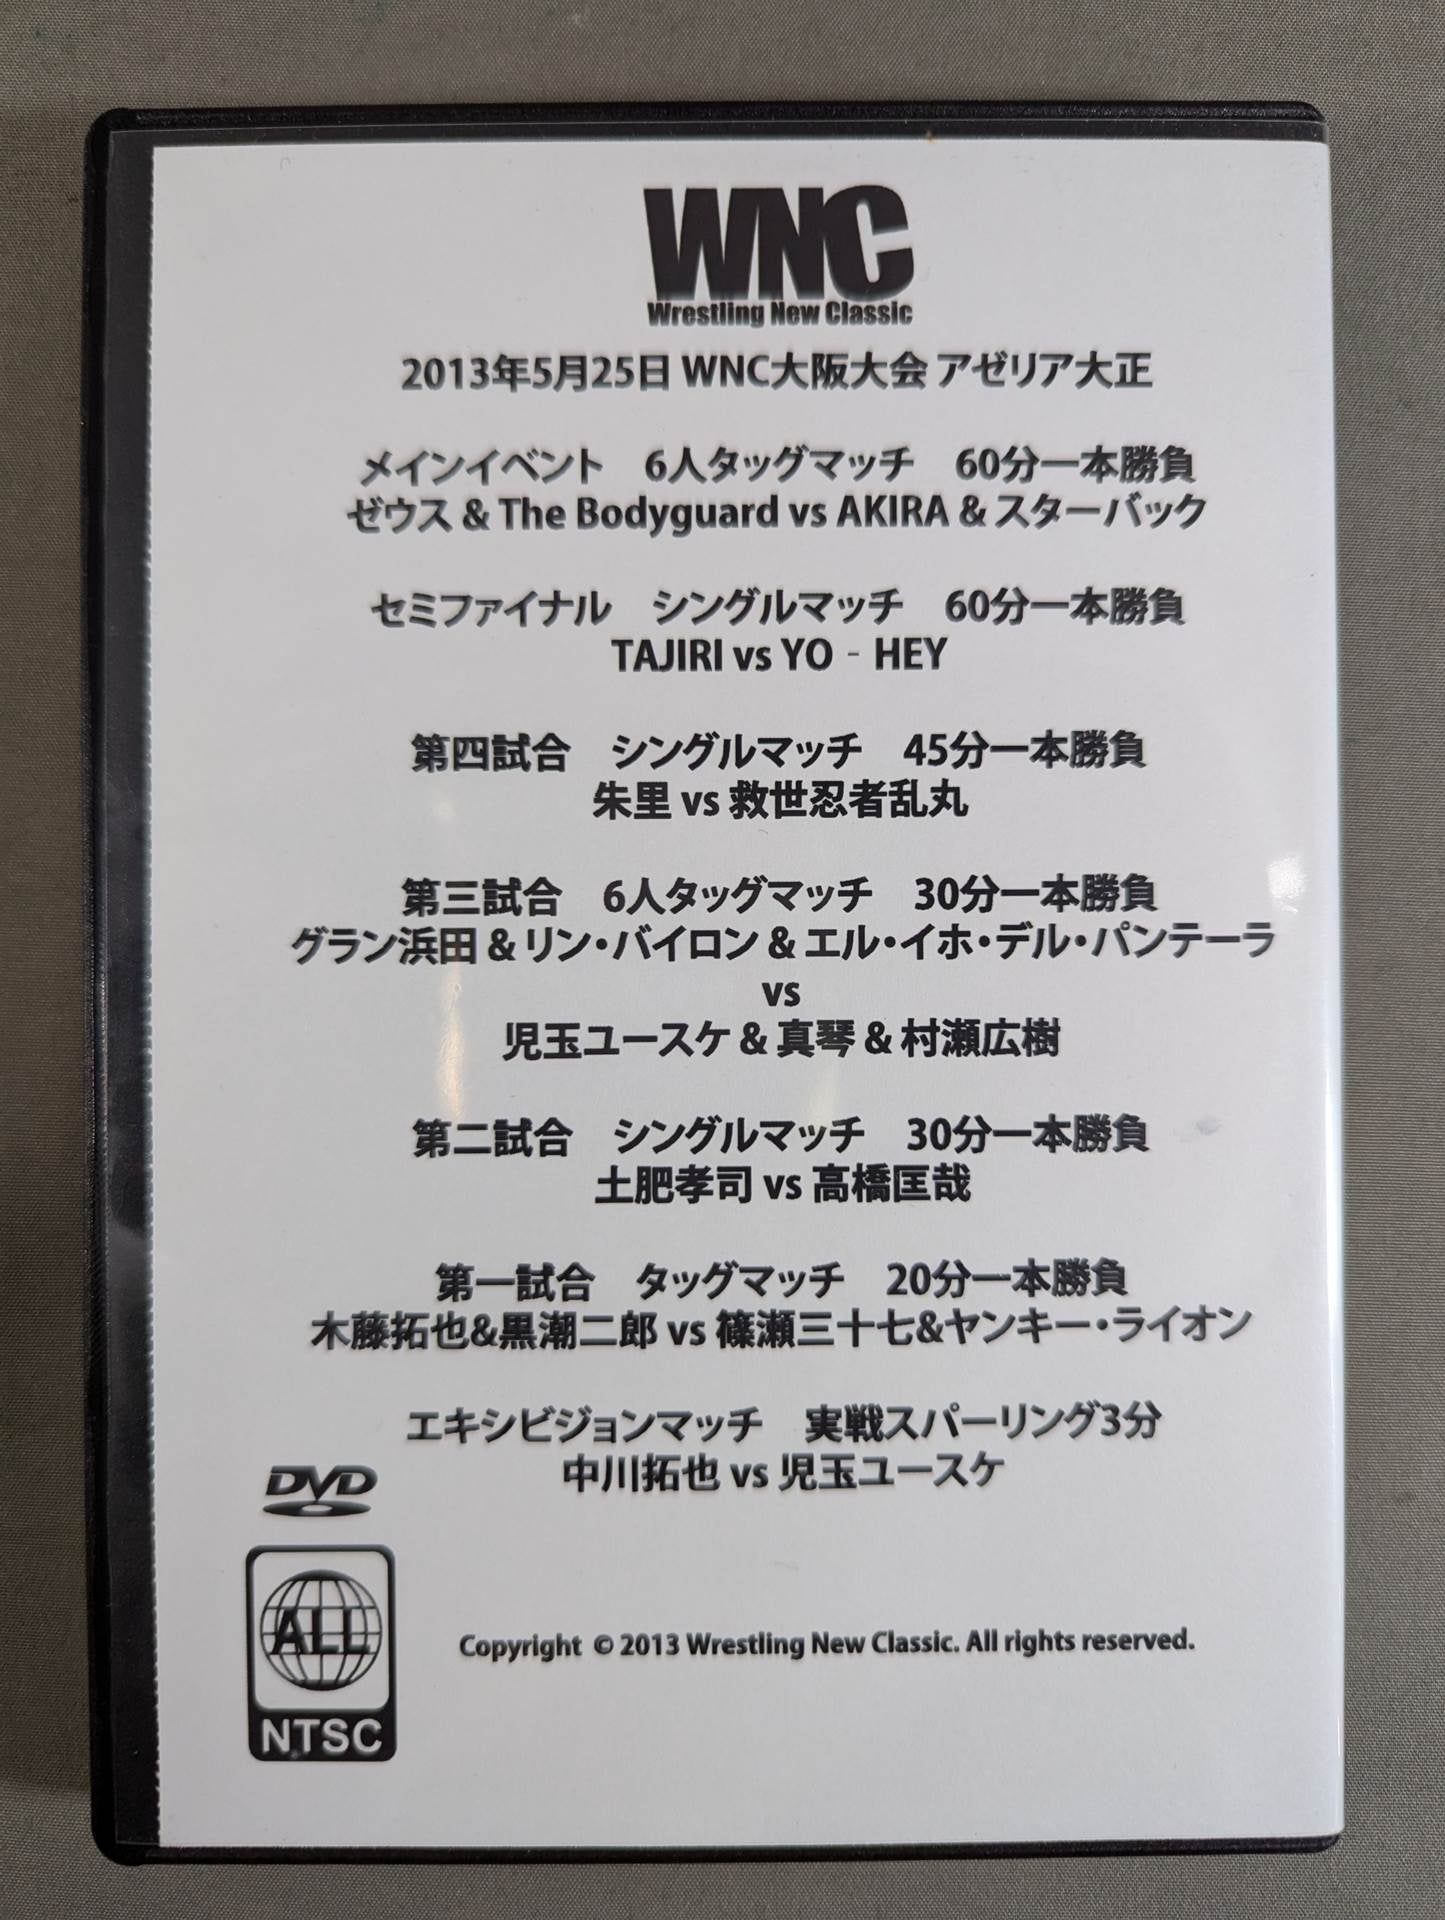 WNC
Wrestling New Classic
2013年5月25日 WNC大阪大会 アゼリア大正
メインイベント 6人タッグマッチ 60分一本勝負
ゼウス & The Bodyguard vs AKIRA & スターバック
セミファイナル シングルマッチ 60分一本勝負
TAJIRI vs YO‐HEY
第四試合 シングルマッチ 45分一本勝負
朱里 vs 救世忍者乱丸
第三試合 6人タッグマッチ 30分一本勝負
グラン浜田 & リン・バイロン & エル・イホ・デル・パンテーラ
vs
児玉ユースケ & 真琴 & 村瀬広樹
第二試合 シングルマッチ 30分一本勝負
土肥孝司 vs 高橋匡哉
第一試合 タッグマッチ 20分一本勝負
木藤拓也&黒潮二郎 vs 篠瀬三十七&ヤンキー・ライオン
エキシビジョンマッチ 実戦スパーリング3分
中川拓也 vs 児玉ユースケ
DVD
ALL
NTSC
Copyright © 2013 Wrestling New Classic. All rights reserved.